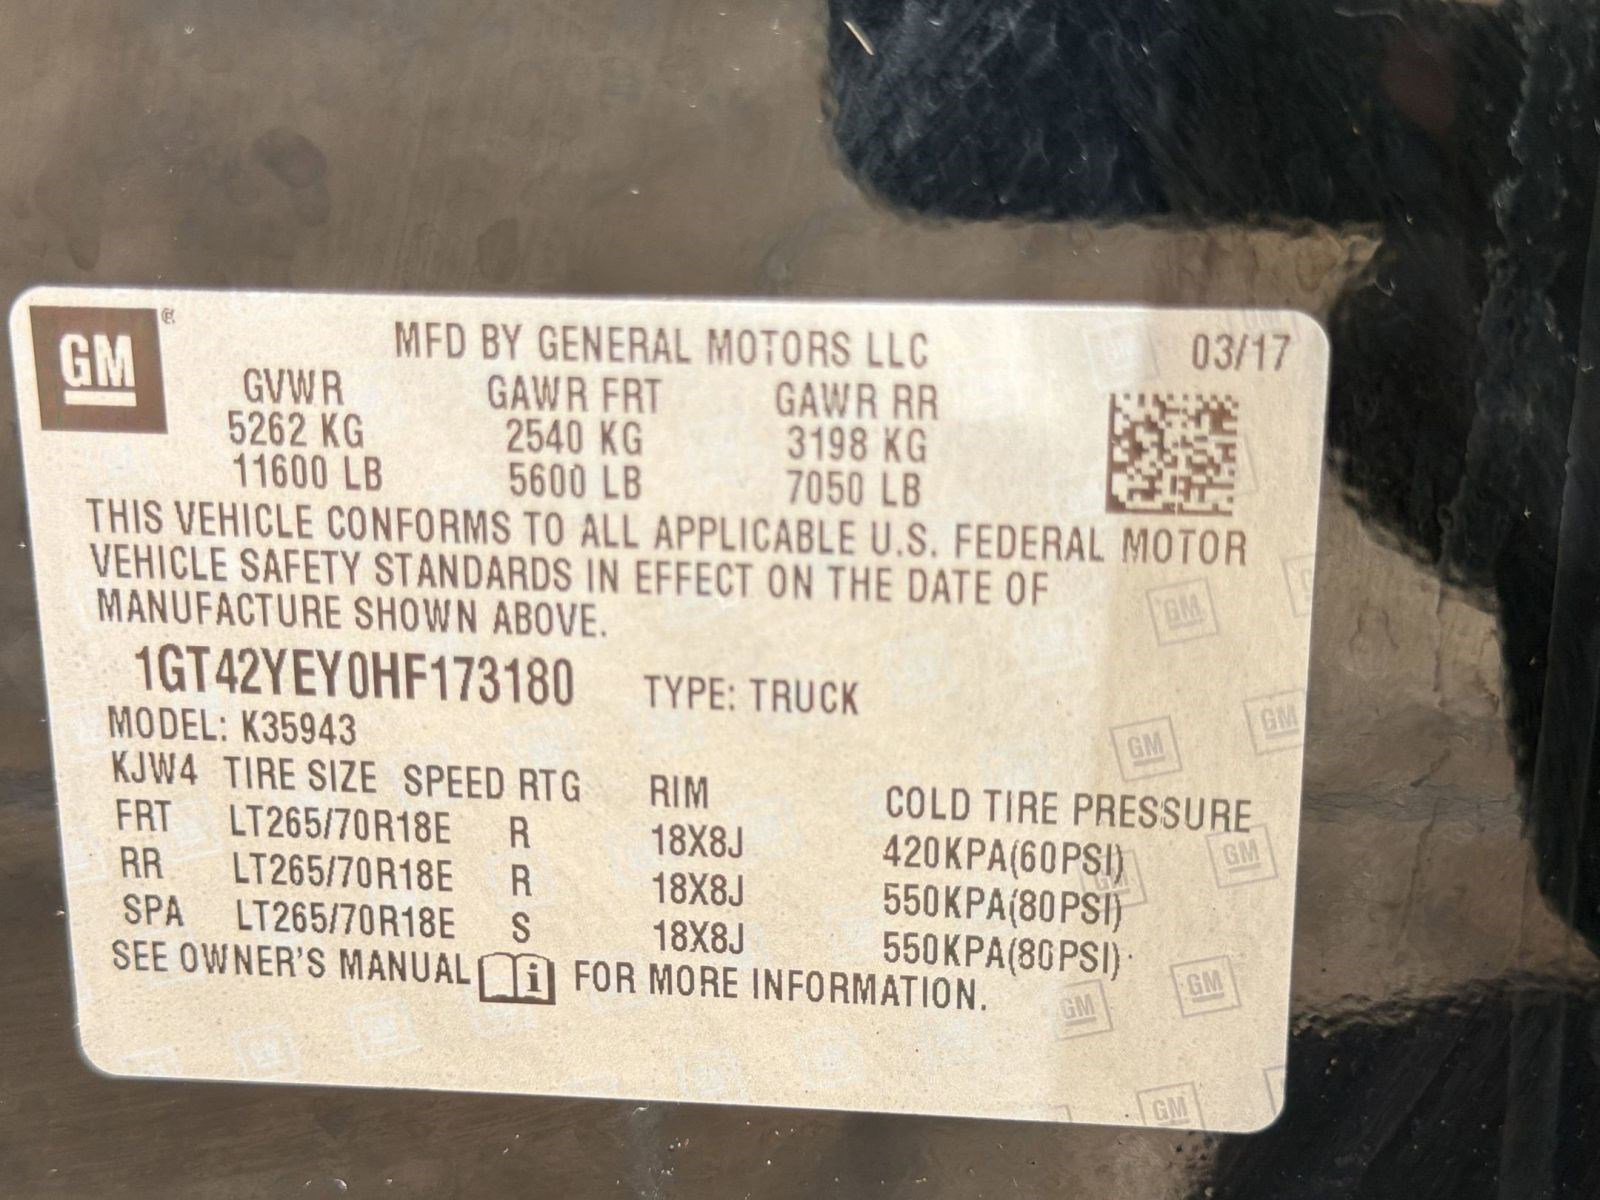 GM®
MFD BY GENERAL MOTORS LLC 03/17
GVWR GAWR FRT GAWR RR
5262 KG 2540 KG 3198 KG
11600 LB 5600 LB 7050 LB
THIS VEHICLE CONFORMS TO ALL APPLICABLE U.S. FEDERAL MOTOR
VEHICLE SAFETY STANDARDS IN EFFECT ON THE DATE OF
MANUFACTURE SHOWN ABOVE.
1GT42YEY0HF173180 TYPE: TRUCK
MODEL: K35943
KJW4 TIRE SIZE SPEED RTG RIM COLD TIRE PRESSURE
FRT LT265/70R18E R 18X8J 420KPA(60PSI)
RR LT265/70R18E R 18X8J 550KPA(80PSI)
SPA LT265/70R18E S 18X8J 550KPA(80PSI)
SEE OWNER'S MANUAL i FOR MORE INFORMATION.